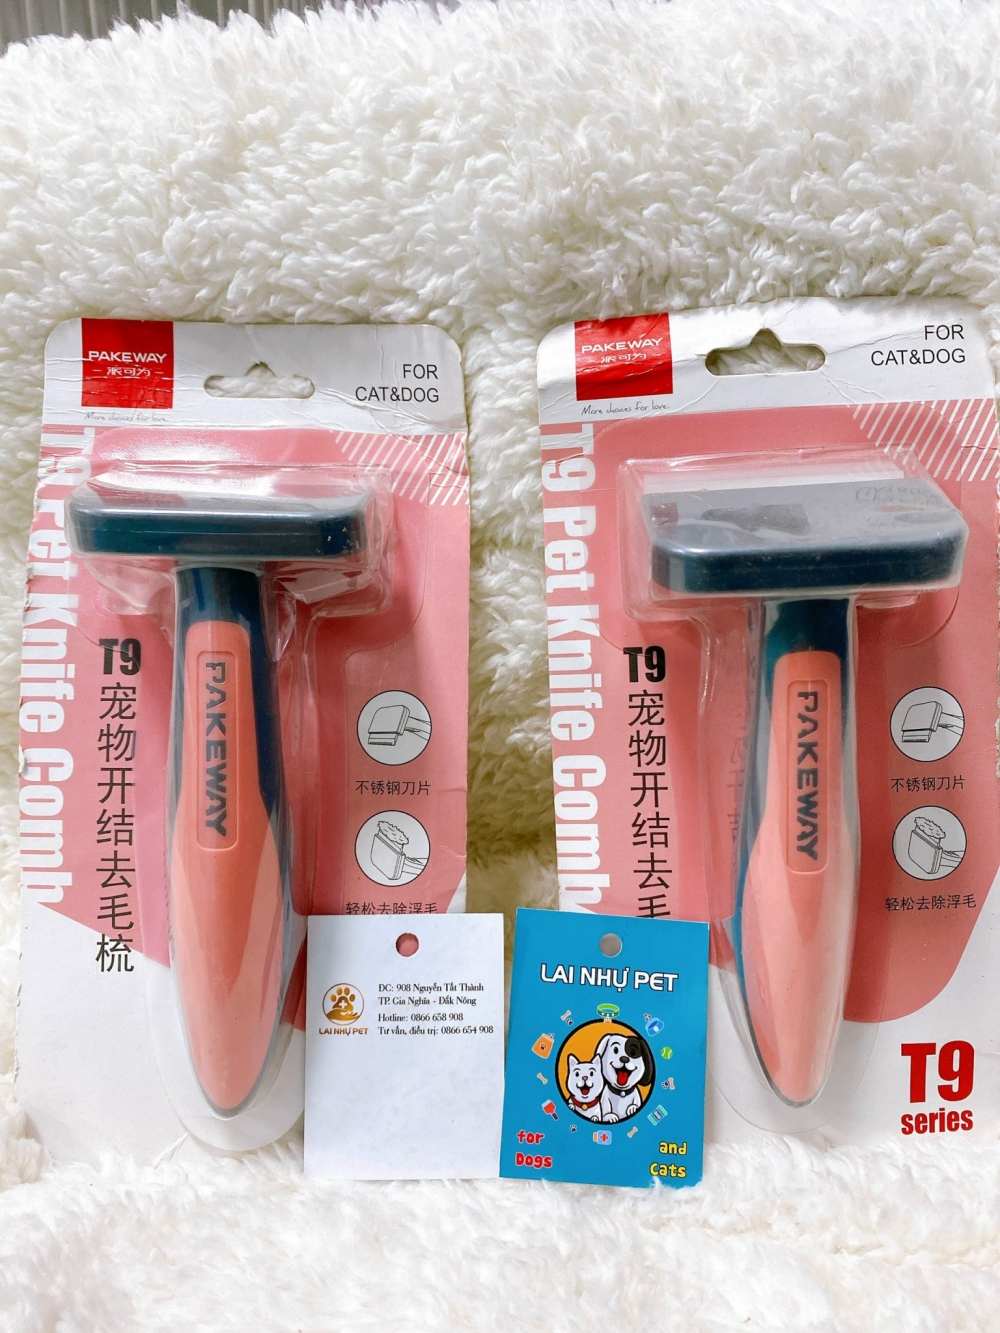 PAKEWAY
派可为
More choices for love.
FOR
CAT&DOG
T9 Pet Knife Comb
T9
宠物开结去毛梳
PAKEWAY
不锈钢刀片
轻松去除浮毛
PAKEWAY
派可为
More choices for love.
FOR
CAT&DOG
T9 Pet Knife Comb
T9
宠物开结去毛
PAKEWAY
不锈钢刀片
轻松去除浮毛
T9
series
LAI NHỰ PET
ĐC: 908 Nguyễn Tất Thành
TP. Gia Nghĩa - Đắk Nông
Hotline: 0866 658 908
Tư vấn, điều trị: 0866 654 908
LAI NHỰ PET
for
Dogs
and
Cats